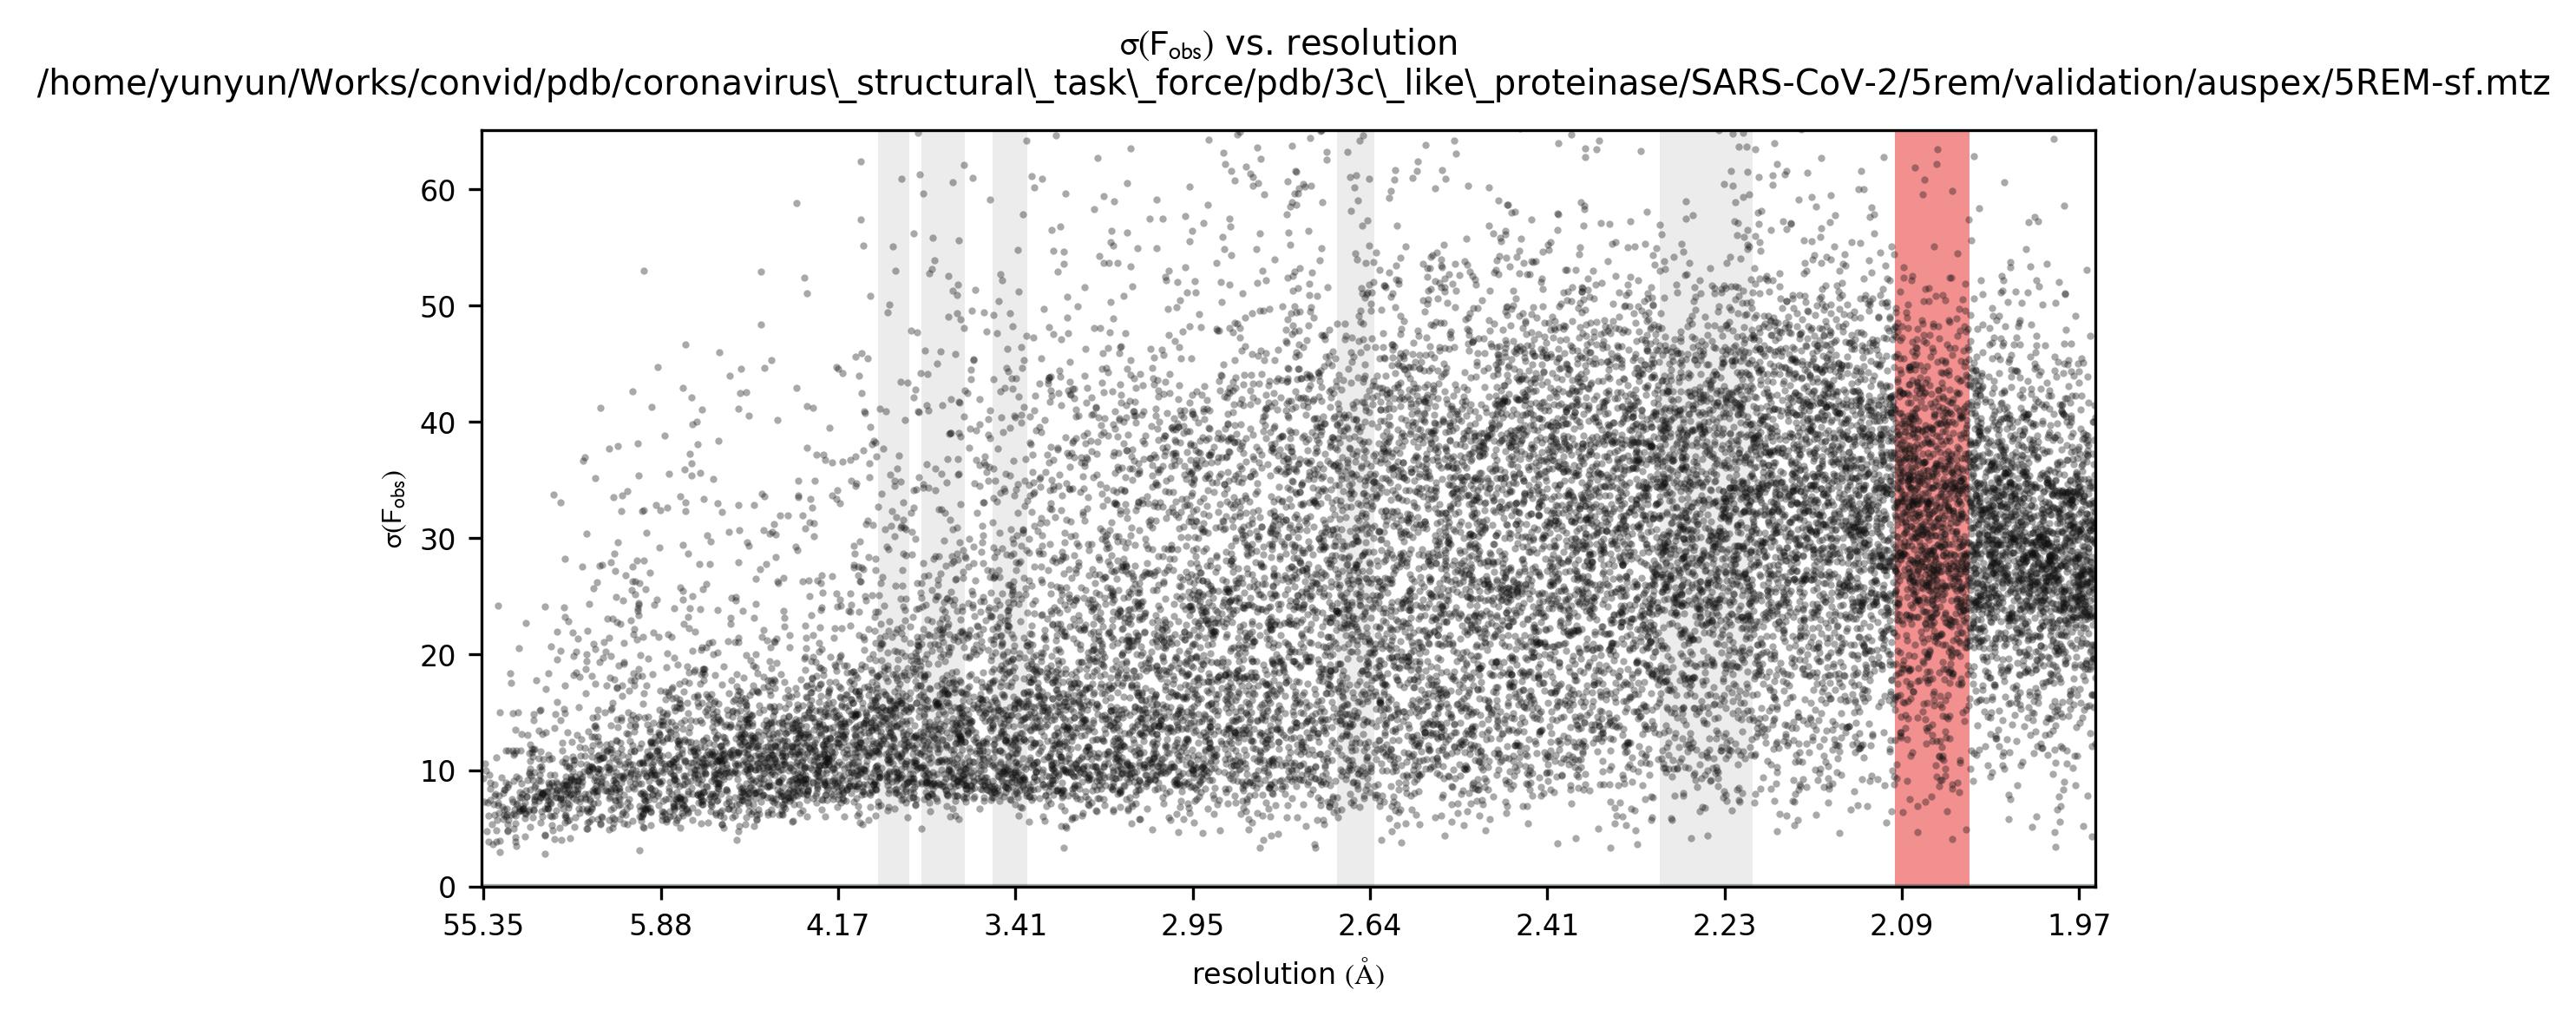 σ(Fobs) vs. resolution
/home/yunyun/Works/convid/pdb/coronavirus\_structural\_task\_force/pdb/3c\_like\_proteinase/SARS-CoV-2/5rem/validation/auspex/5REM-sf.mtz
σ(Fobs)
60
50
40
30
20
10
0
55.35 5.88 4.17 3.41 2.95 2.64 2.41 2.23 2.09 1.97
resolution (Å)